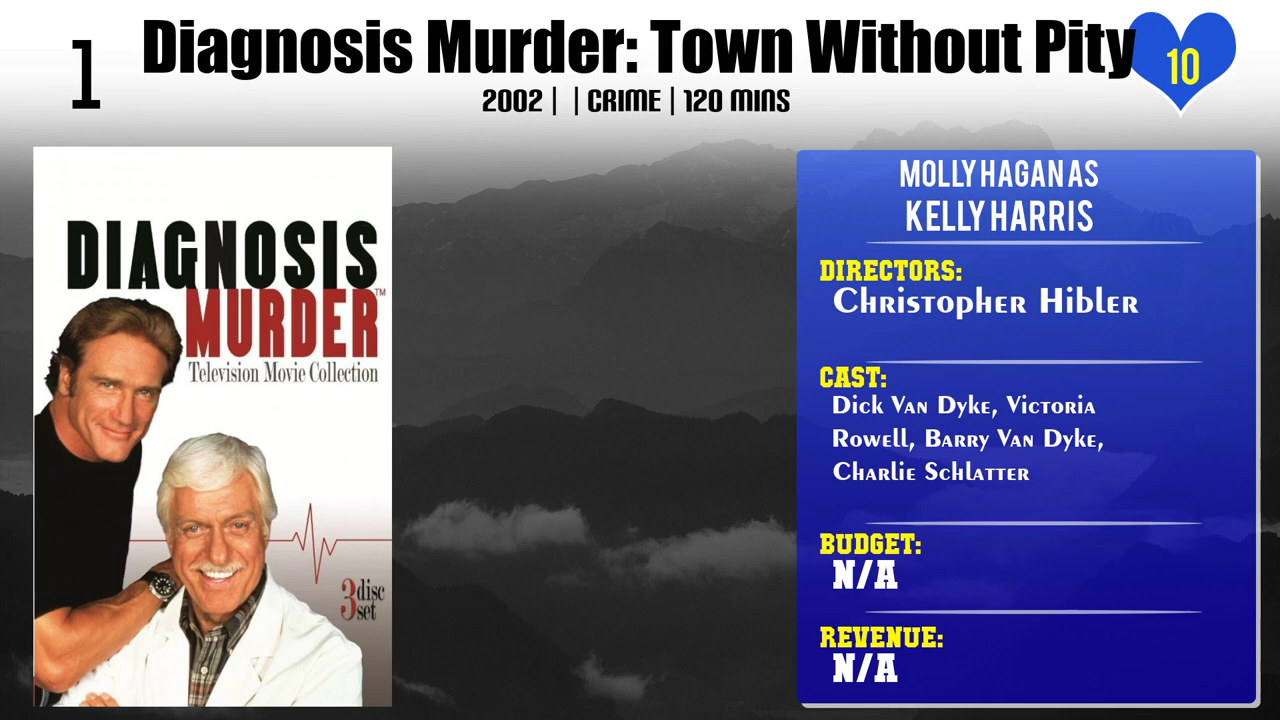 1
Diagnosis Murder: Town Without Pity
10
2002 | | CRIME | 120 MINS
DIAGNOSIS
MURDER™
Television Movie Collection
3 disc
set
MOLLY HAGAN AS
KELLY HARRIS
DIRECTORS:
Christopher Hibler
CAST:
Dick Van Dyke, Victoria
Rowell, Barry Van Dyke,
Charlie Schlatter
BUDGET:
N/A
REVENUE:
N/A